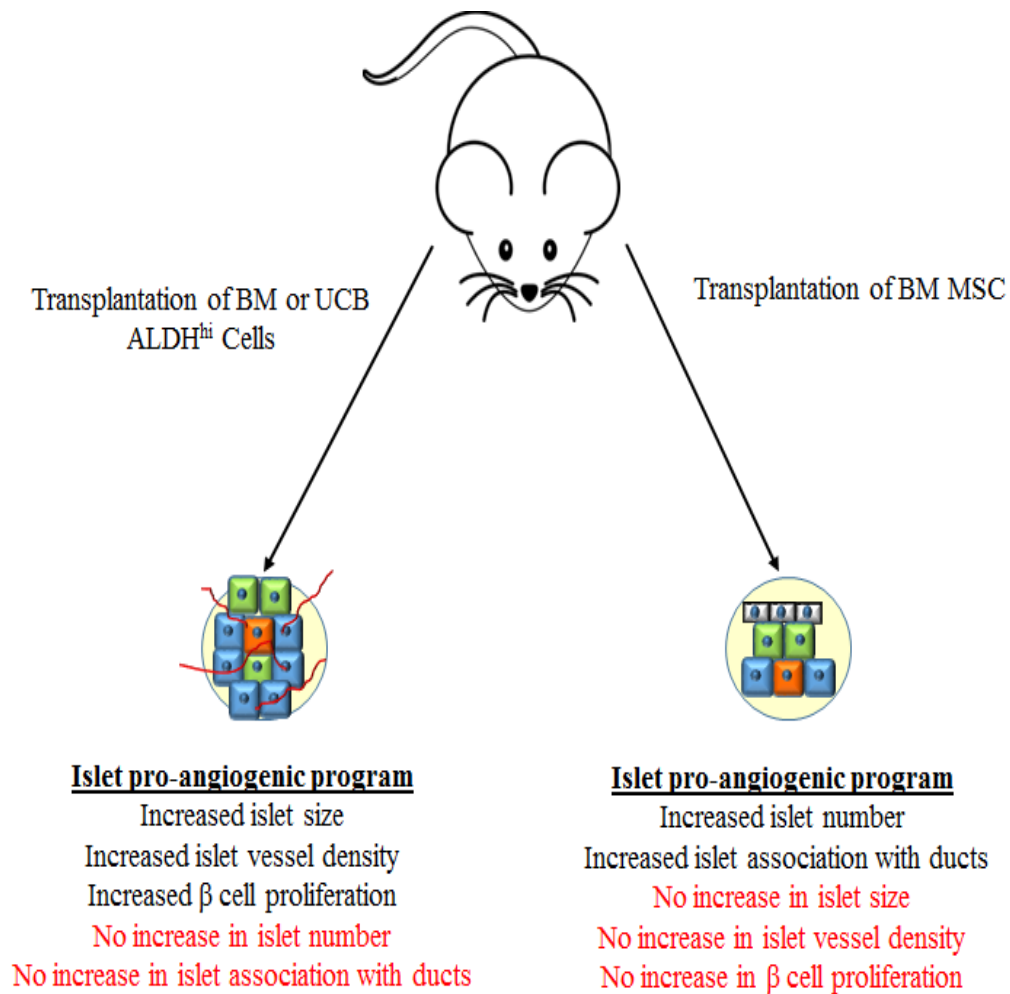 Transplantation of BM or UCB
ALDHhi Cells
Transplantation of BM MSC
Islet pro-angiogenic program
Increased islet size
Increased islet vessel density
Increased β cell proliferation
No increase in islet number
No increase in islet association with ducts
Islet pro-angiogenic program
Increased islet number
Increased islet association with ducts
No increase in islet size
No increase in islet vessel density
No increase in β cell proliferation